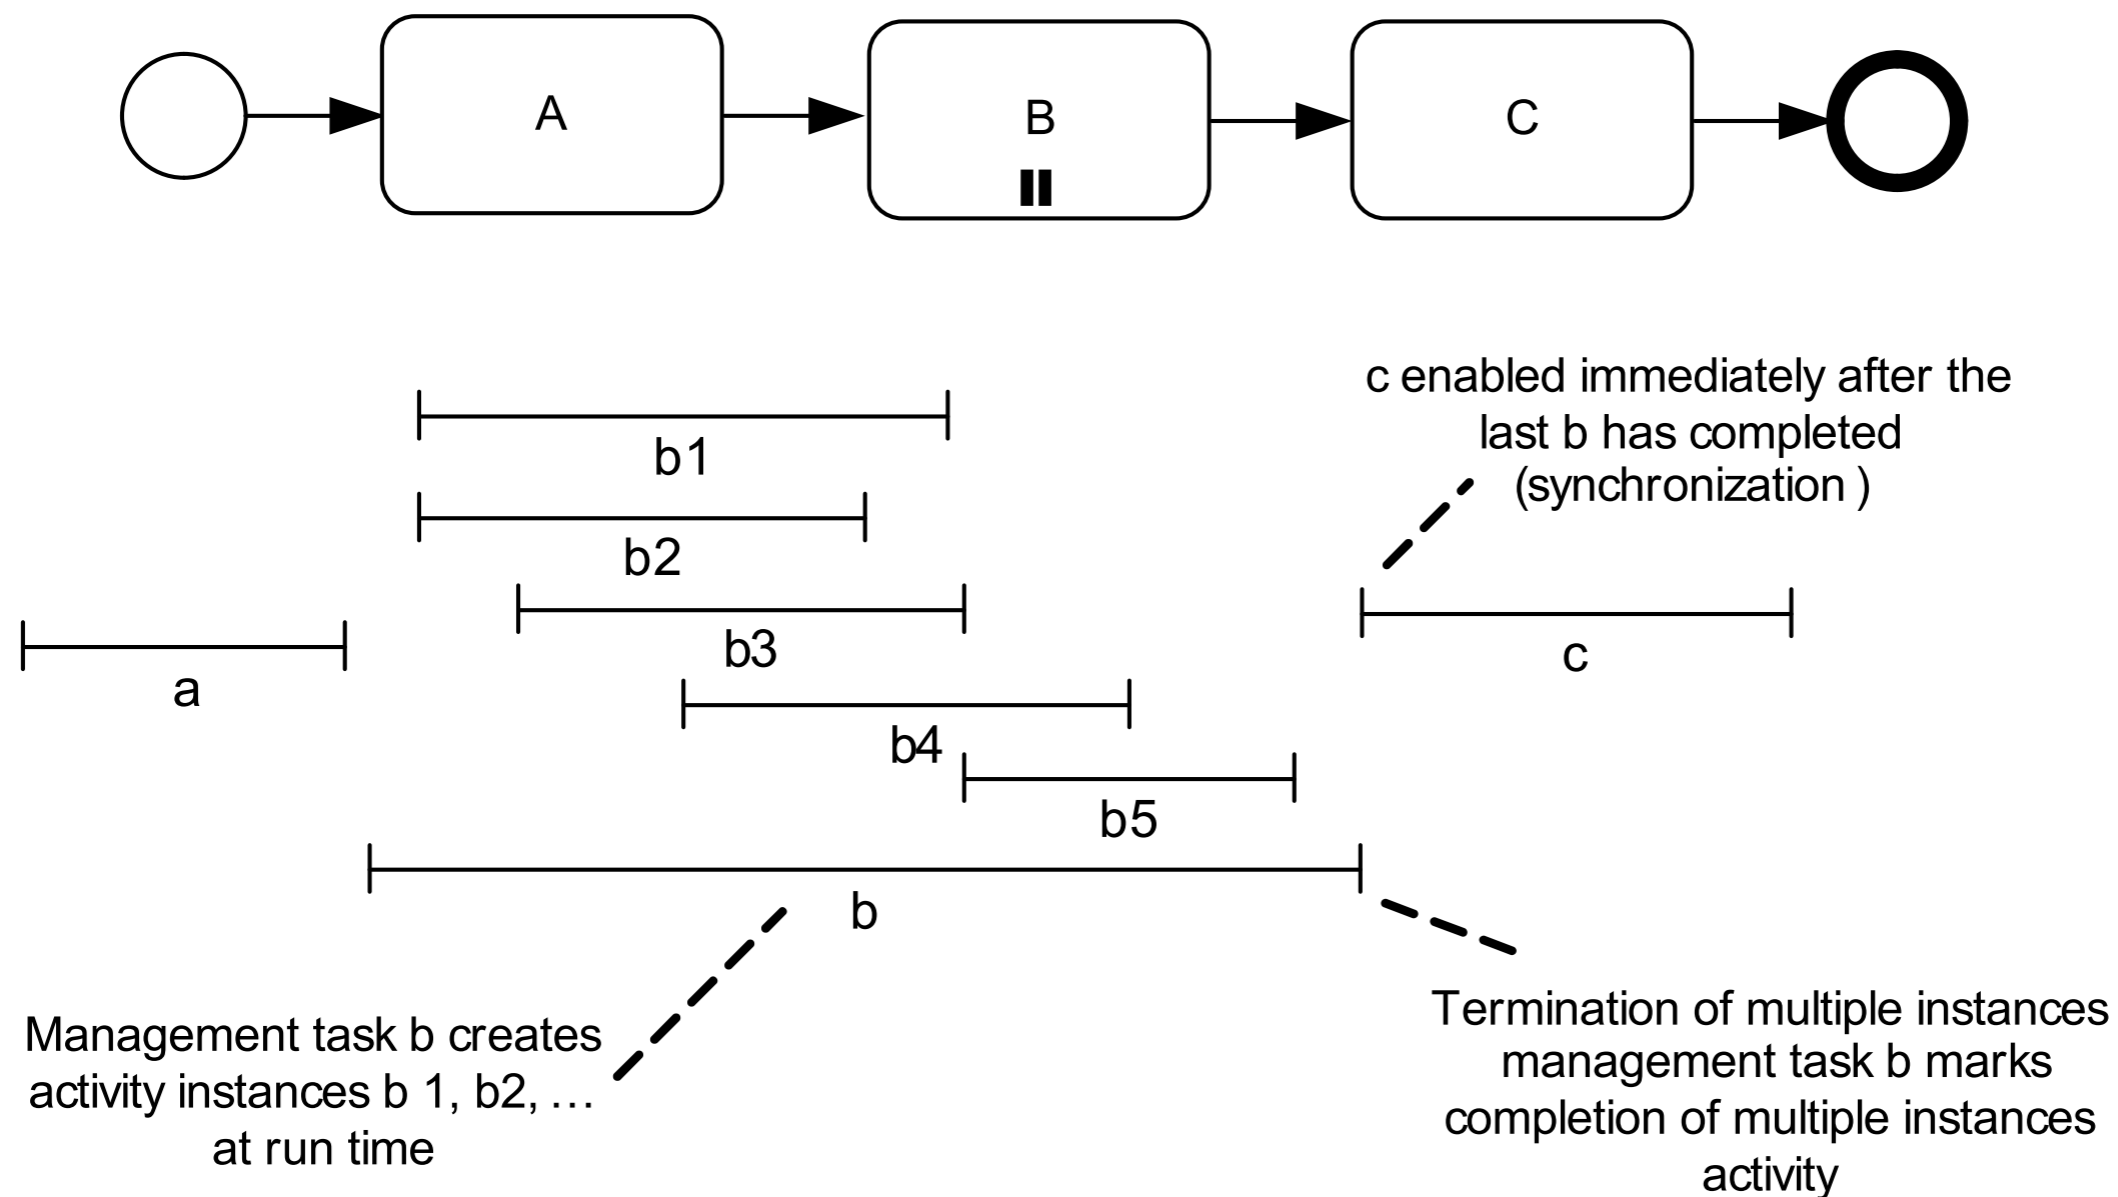 A
B
C
c enabled immediately after the
last b has completed
(synchronization )
b1
b2
b3
a
c
b4
b5
b
Management task b creates
activity instances b 1, b2, …
at run time
Termination of multiple instances
management task b marks
completion of multiple instances
activity